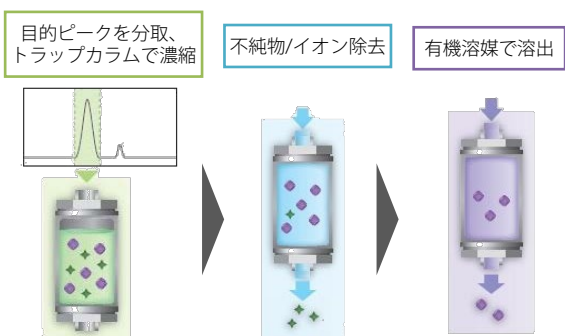 目的ピークを分取、
トラップカラムで濃縮
不純物/イオン除去
有機溶媒で溶出